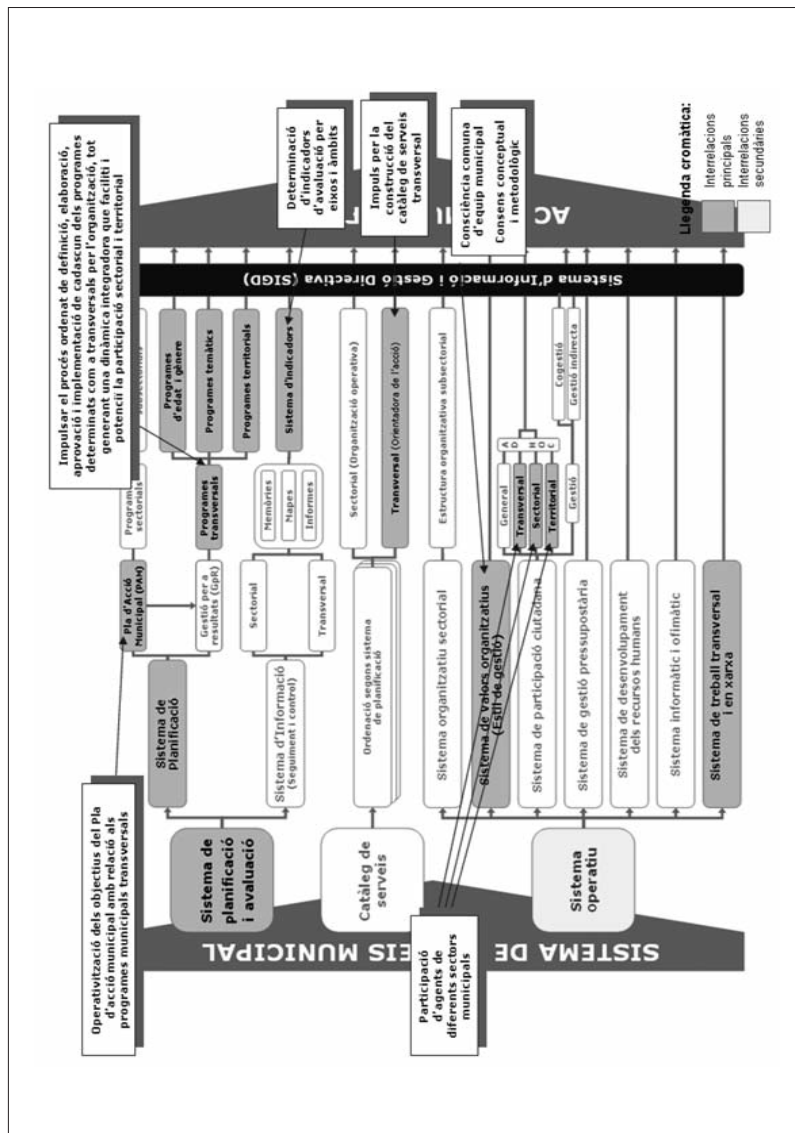 Operativització dels objectius del Pla
d'acció municipal amb relació als
programes municipals transversals
Impulsar el procés ordenat de definició, elaboració,
aprovació i implementació de cadascun dels programes
determinats com a transversals per l'organització, tot
generant una dinàmica integradora que faciliti i
potenciï la participació sectorial i territorial
Determinació
d'indicadors
d'avaluació per
eixos i àmbits
Impuls per la
construcció del
catàleg de serveis
transversal
Consciència comuna
d'equip municipal
Consens conceptual
i metodològic
Participació
d'agents de
diferents sectors
municipals
SISTEMA DE
EIS MUNICIPAL
Sistema de
planificació
i avaluació
Catàleg de
serveis
Sistema
operatiu
Sistema de
Planificació
Sistema d'Informació
(Seguiment i control)
Ordenació segons sistema
de planificació
Sistema organitzatiu sectorial
Sistema de valors organitzatius
(Estil de gestió)
Sistema de participació ciutadana
Sistema de gestió pressupostària
Sistema de desenvolupament
dels recursos humans
Sistema informàtic i ofimàtic
Sistema de treball transversal
i en xarxa
Pla d'Acció
Municipal (PAM)
Gestió per a
resultats (GpR)
Sectorial
Transversal
Programes
sectorials
Programes
transversals
Memòries
Mapes
Informes
Programes
d'edat i gènere
Programes temàtics
Programes territorials
Sistema d'indicadors
Sectorial (Organització operativa)
Transversal (Orientadora de l'acció)
Estructura organitzativa subsectorial
General
Transversal
Sectorial
Territorial
A
D
H
O
C
Gestió
Cogestió
Gestió indirecta
Sistema d'Informació i Gestió Directiva (SIGD)
AC
MU
Llegenda cromàtica:
Interrelacions
principals
Interrelacions
secundàries